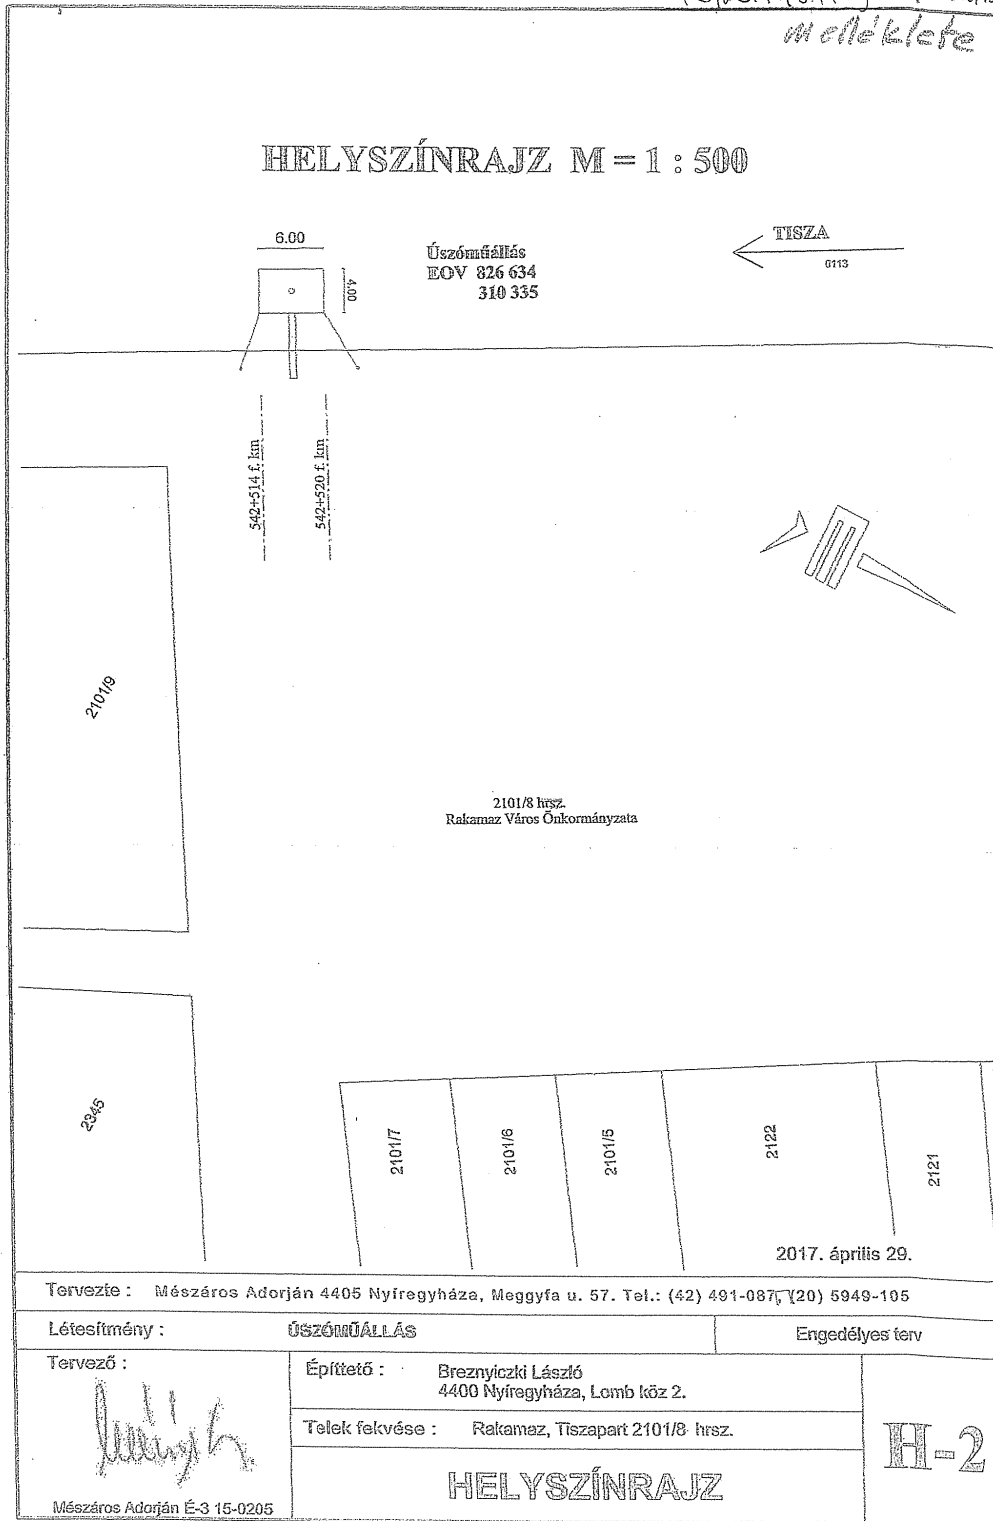 melléklete
HELYSZÍNRAJZ M = 1 : 500
6.00
4.00
Úszóműállás
EOV 826 634
310 335
TISZA
0113
542+514 f. km
542+520 f. km
2101/9
2101/8 hrsz.
Rakamaz Város Önkormányzata
2345
2101/7
2101/6
2101/5
2122
2121
2017. április 29.
Tervezte : Mészáros Adorján 4405 Nyíregyháza, Meggyfa u. 57. Tel.: (42) 491-087, (20) 5949-105
Létesítmény : ÚSZÓMŰÁLLÁS Engedélyes terv
Tervező :
Építtető : Breznyiczki László
4400 Nyíregyháza, Lomb köz 2.
Telek fekvése : Rakamaz, Tiszapart 2101/8 hrsz.
H-2
HELYSZÍNRAJZ
Mészáros Adorján É-3 15-0205